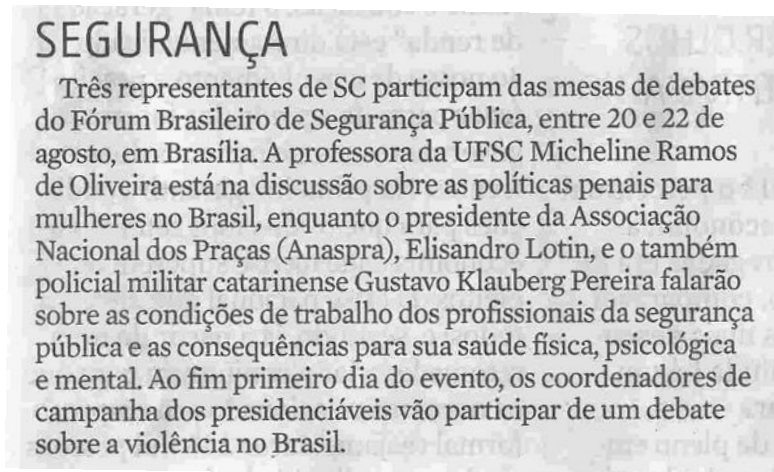 SEGURANÇA
Três representantes de SC participam das mesas de debates
do Fórum Brasileiro de Segurança Pública, entre 20 e 22 de
agosto, em Brasília. A professora da UFSC Micheline Ramos
de Oliveira está na discussão sobre as políticas penais para
mulheres no Brasil, enquanto o presidente da Associação
Nacional dos Praças (Anaspra), Elisandro Lotin, e o também
policial militar catarinense Gustavo Klauberg Pereira falarão
sobre as condições de trabalho dos profissionais da segurança
pública e as consequências para sua saúde física, psicológica
e mental. Ao fim primeiro dia do evento, os coordenadores de
campanha dos presidenciáveis vão participar de um debate
sobre a violência no Brasil.